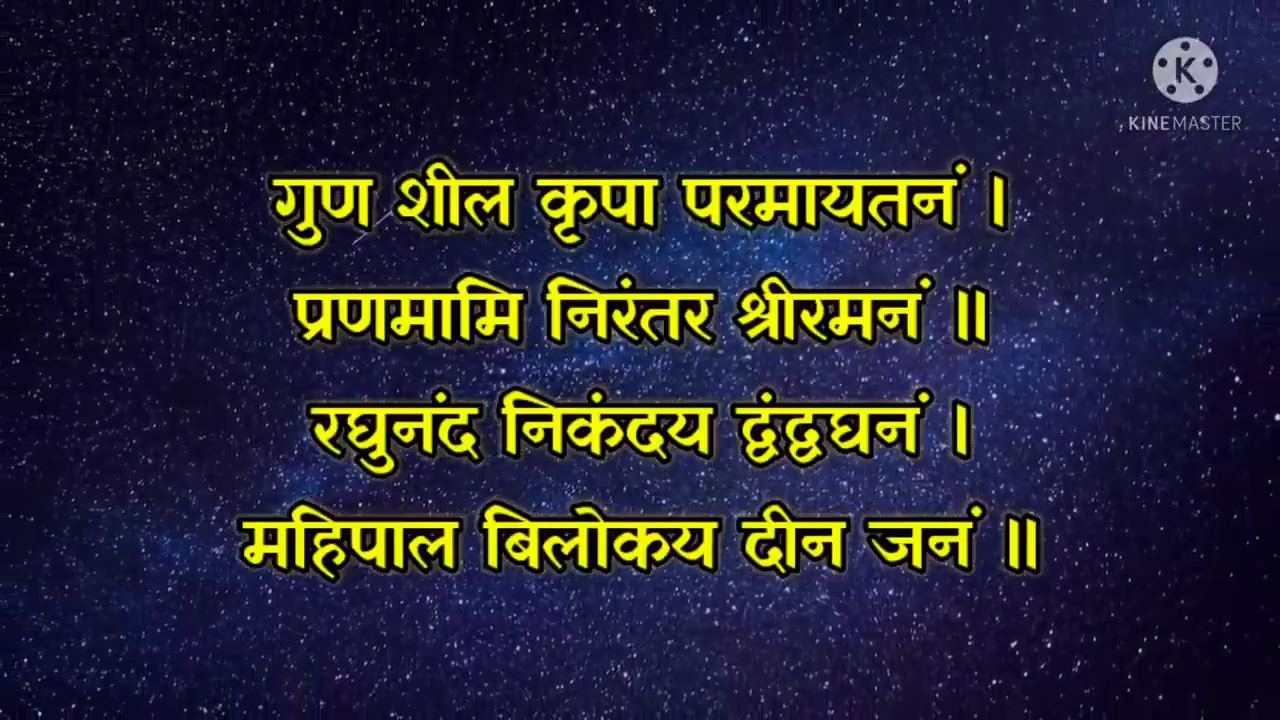 KINEMASTER
गुण शील कृपा परमायतनं ।
प्रणमामि निरंतर श्रीरमनं ॥
रघुनंद निकंदय द्वंद्वघनं ।
महिपाल बिलोकय दीन जनं ॥